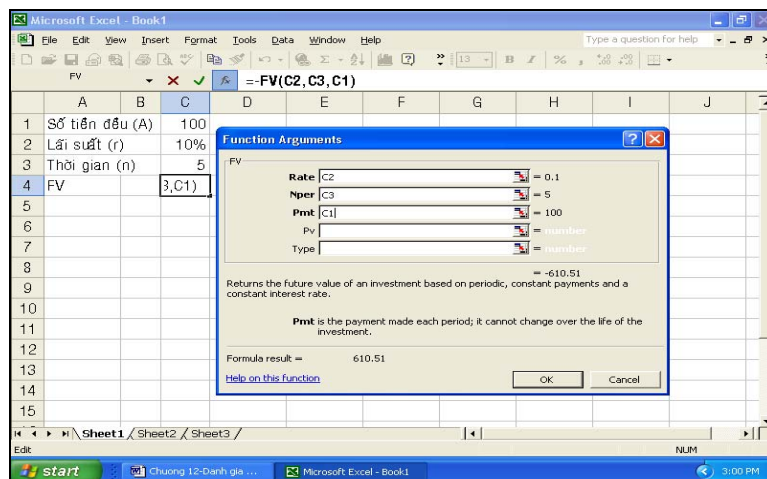 Microsoft Excel - Book1
File Edit View Insert Format Tools Data Window Help Type a question for help
13 B I % ,
FV =-FV(C2,C3,C1)
A B C D E F G H I J
1 Số tiền đều (A) 100
2 Lãi suất (r) 10%
3 Thời gian (n) 5
4 FV 3,C1)
5
6
7
8
9
10
11
12
13
14
15
Function Arguments
FV
Rate C2 = 0.1
Nper C3 = 5
Pmt C1 = 100
Pv = number
Type = number
= -610.51
Returns the future value of an investment based on periodic, constant payments and a
constant interest rate.
Pmt is the payment made each period; it cannot change over the life of the
investment.
Formula result = 610.51
Help on this function OK Cancel
Sheet1 / Sheet2 / Sheet3 /
Edit NUM
start Chuong 12-Danh gia ... Microsoft Excel - Book1 3:00 PM